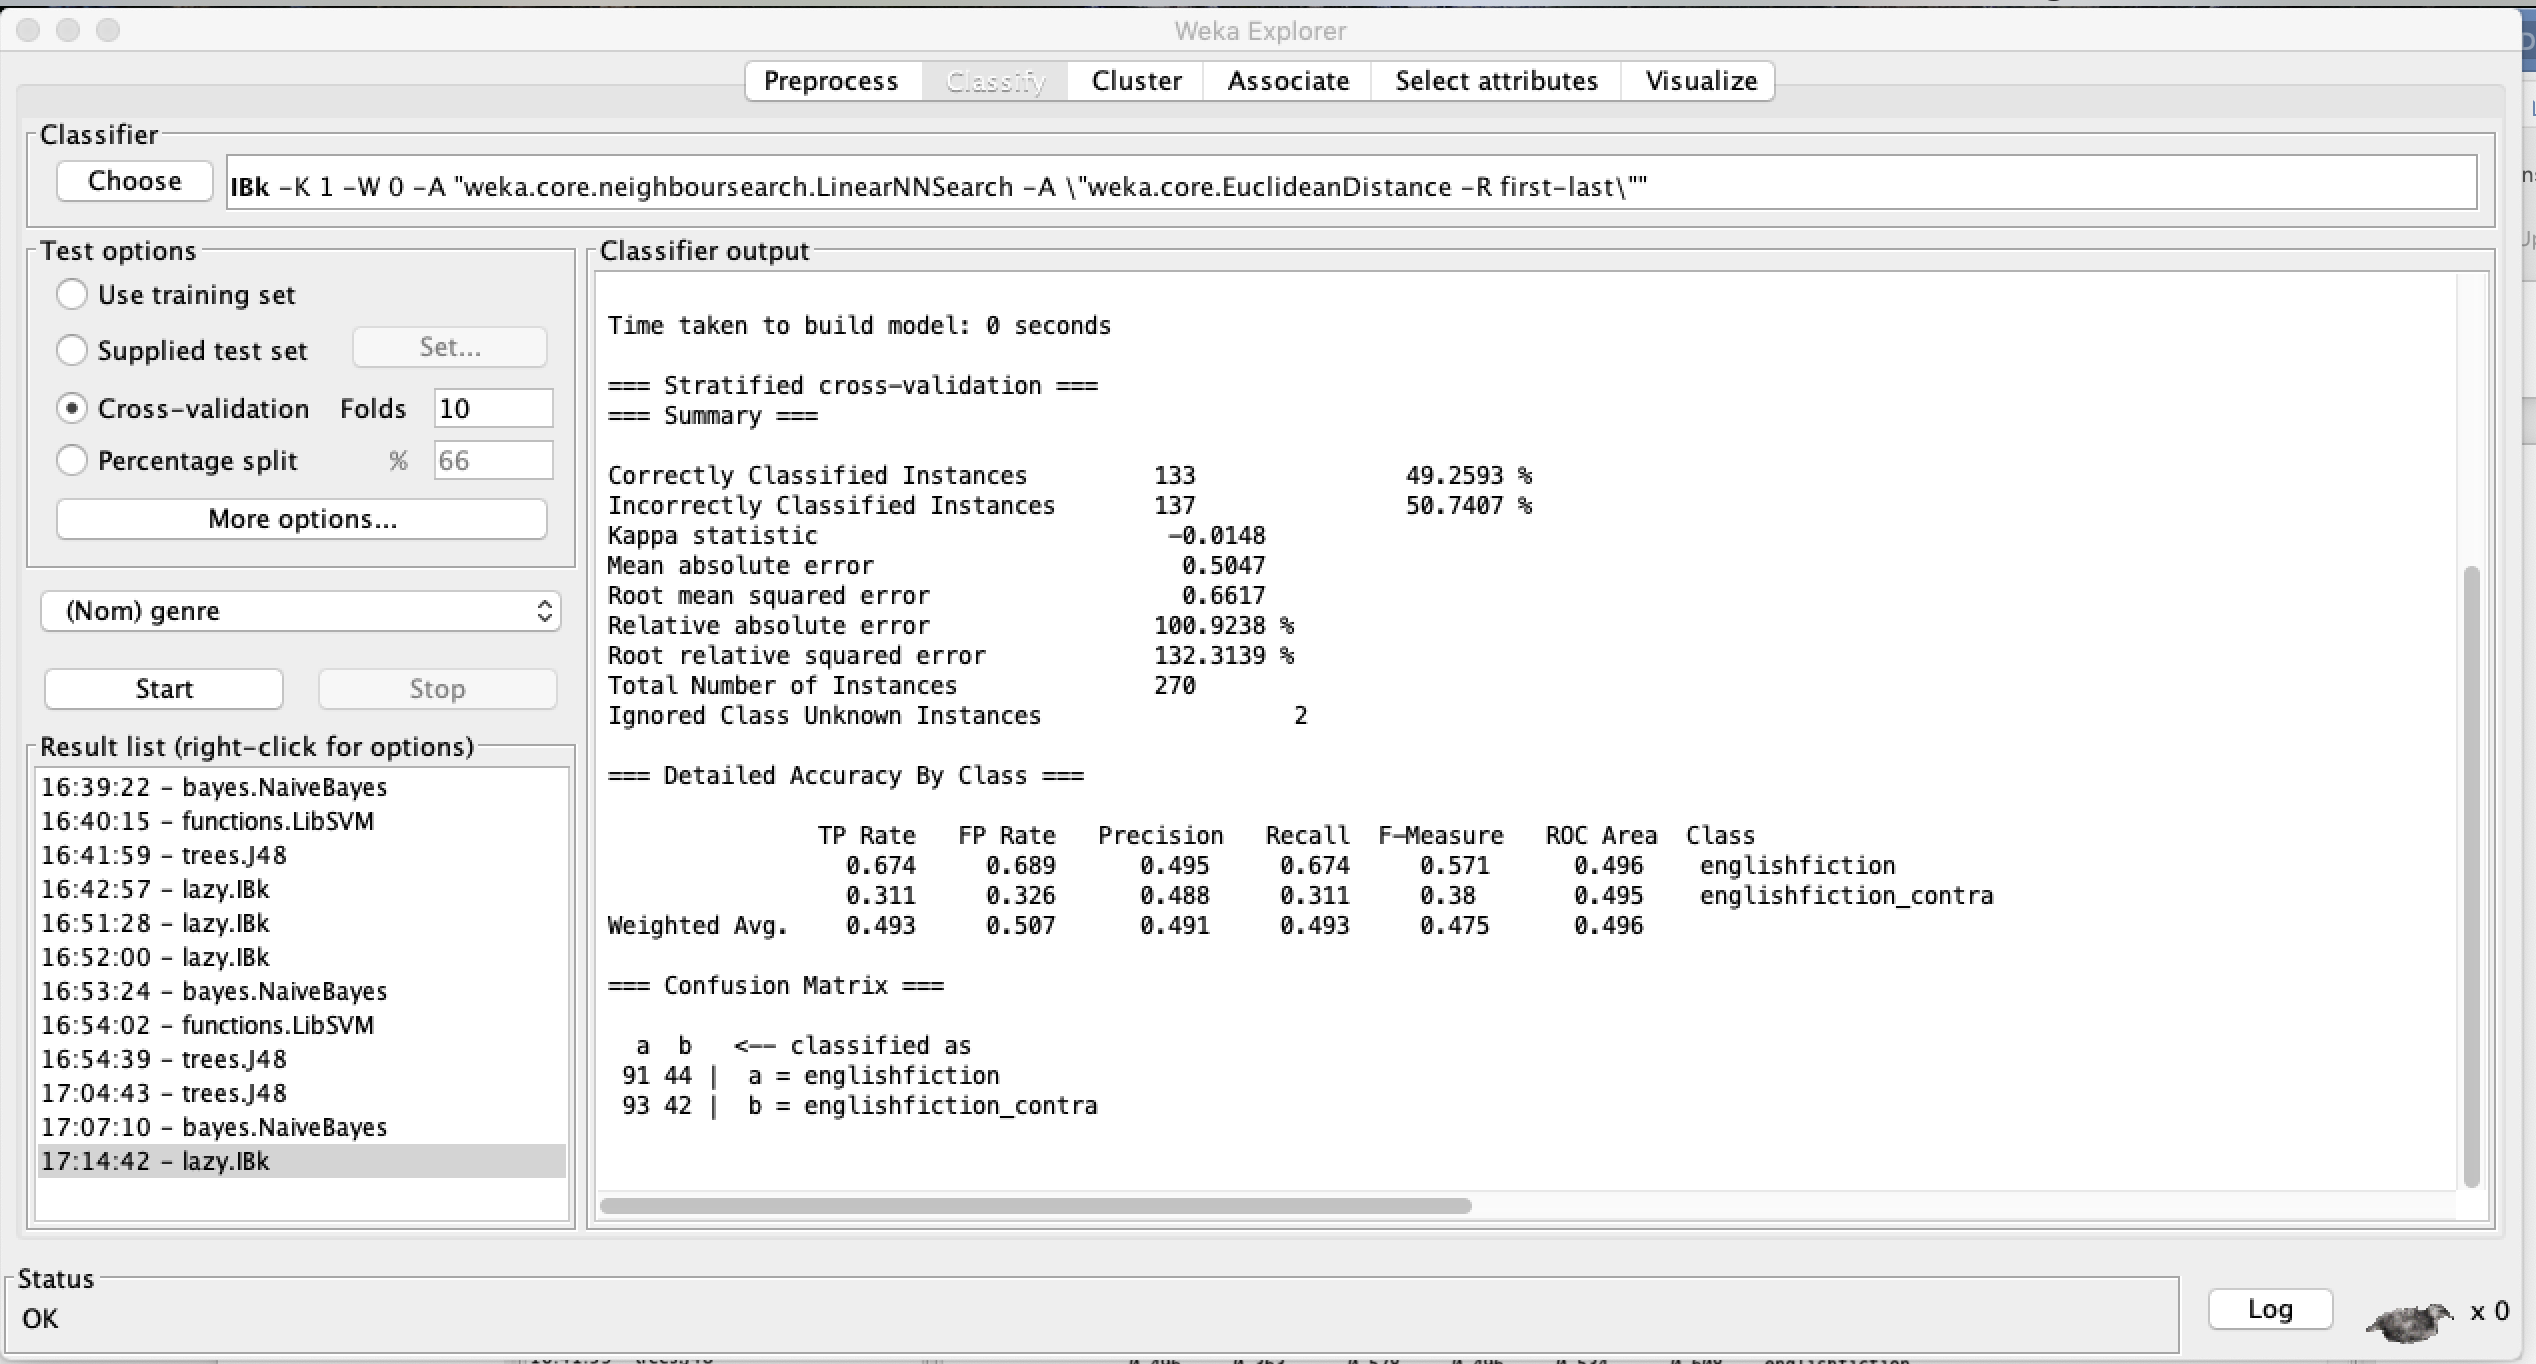 Weka Explorer
Preprocess Classify Cluster Associate Select attributes Visualize
Classifier
Choose IBk -K 1 -W 0 -A "weka.core.neighboursearch.LinearNNSearch -A \"weka.core.EuclideanDistance -R first-last\""
Test options
Use training set
Supplied test set Set...
Cross-validation Folds 10
Percentage split % 66
More options...
(Nom) genre
Start Stop
Result list (right-click for options)
16:39:22 - bayes.NaiveBayes
16:40:15 - functions.LibSVM
16:41:59 - trees.J48
16:42:57 - lazy.IBk
16:51:28 - lazy.IBk
16:52:00 - lazy.IBk
16:53:24 - bayes.NaiveBayes
16:54:02 - functions.LibSVM
16:54:39 - trees.J48
17:04:43 - trees.J48
17:07:10 - bayes.NaiveBayes
17:14:42 - lazy.IBk
Classifier output
Time taken to build model: 0 seconds
=== Stratified cross-validation ===
=== Summary ===
Correctly Classified Instances 133 49.2593 %
Incorrectly Classified Instances 137 50.7407 %
Kappa statistic -0.0148
Mean absolute error 0.5047
Root mean squared error 0.6617
Relative absolute error 100.9238 %
Root relative squared error 132.3139 %
Total Number of Instances 270
Ignored Class Unknown Instances 2
=== Detailed Accuracy By Class ===
TP Rate FP Rate Precision Recall F-Measure ROC Area Class
0.674 0.689 0.495 0.674 0.571 0.496 englishfiction
0.311 0.326 0.488 0.311 0.38 0.495 englishfiction_contra
Weighted Avg. 0.493 0.507 0.491 0.493 0.475 0.496
=== Confusion Matrix ===
a b <-- classified as
91 44 | a = englishfiction
93 42 | b = englishfiction_contra
Status
OK
Log x 0